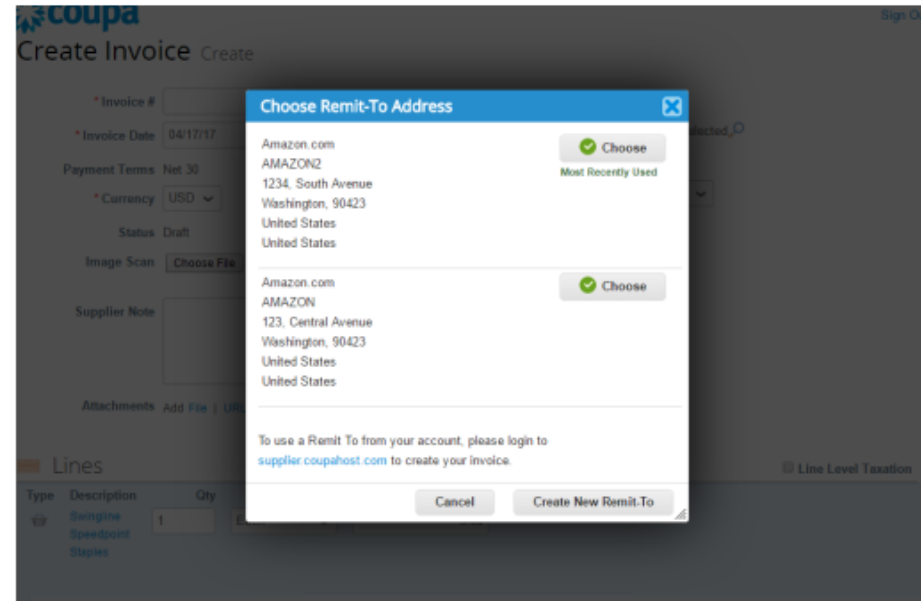 coupa
Sign Ou
Create Invoice Create
* Invoice #
* Invoice Date 04/17/17
Payment Terms Net 30
* Currency USD
Status Draft
Image Scan Choose File
Supplier Note
Attachments Add File | URL
Choose Remit-To Address
Amazon.com
AMAZON2
1234, South Avenue
Washington, 90423
United States
United States
Choose
Most Recently Used
Amazon.com
AMAZON
123, Central Avenue
Washington, 90423
United States
United States
Choose
To use a Remit To from your account, please login to
supplier.coupahost.com to create your invoice.
Cancel
Create New Remit-To
Lines
Line Level Taxation
Type Description Qty
Swingline
Speedpoint
Staples
1